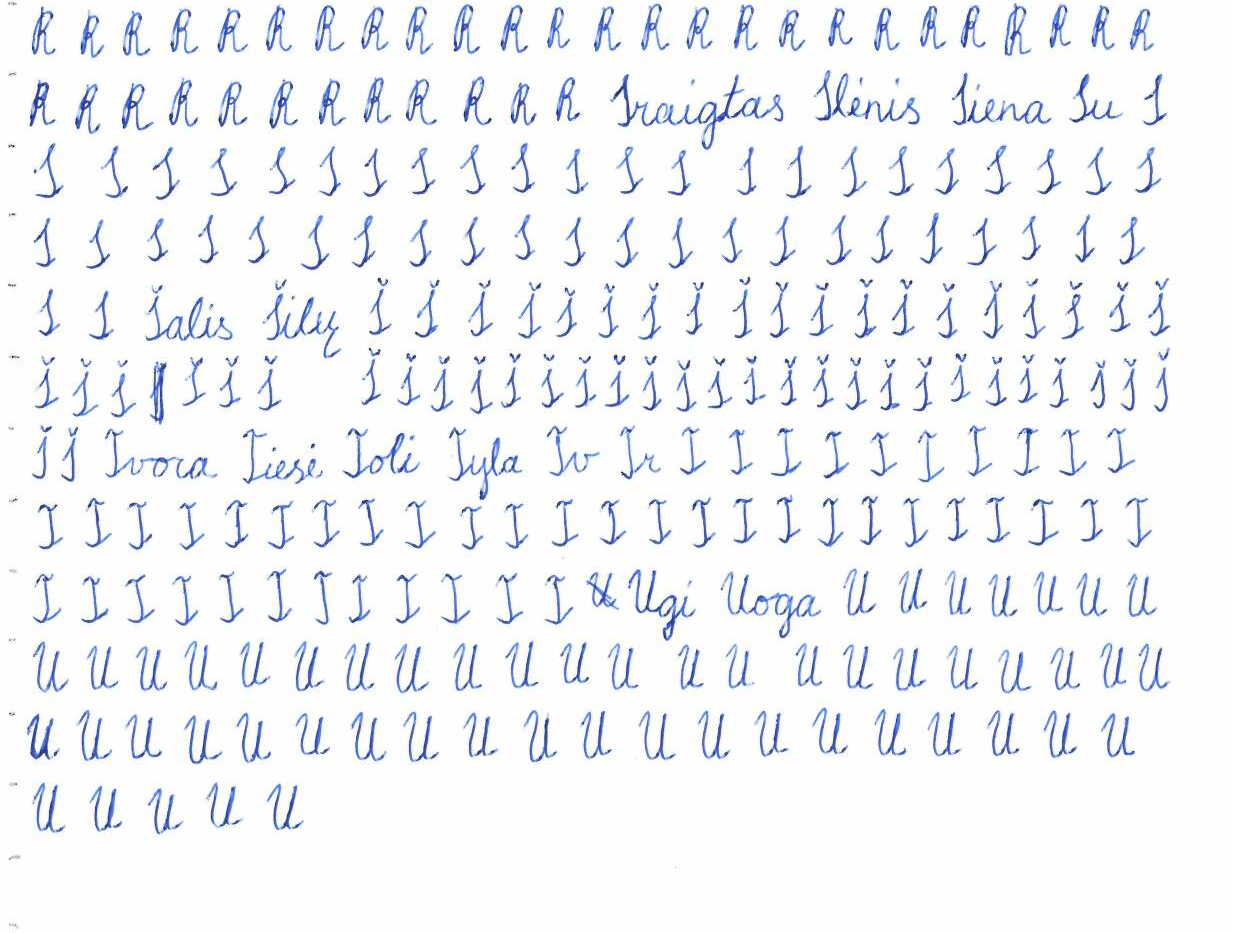 R R R R R R R R R R R R R R R R R R R R R R R R R
R R R R R R R R R R R R Sraigtas Slėnis Siena Su S
S S S S S S S S S S S S S S S S S S S S S S
S S S S S S S S S S S S S S S S S S S S S S
S S Šalis Šilų Š Š Š Š Š Š Š Š Š Š Š Š Š Š Š Š Š Š Š
Š Š Š Š Š Š Š Š Š Š Š Š Š Š Š Š Š Š Š Š Š Š Š Š Š Š Š Š Š Š
Š Š Tvora Tiesė Toli Tyla Tv Tr T T T T T T T T T T
T T T T T T T T T T T T T T T T T T T T T T T T T
T T T T T T T T T T T T Ugi Uoga U U U U U U U
U U U U U U U U U U U U U U U U U U U U U U
U U U U U U U U U U U U U U U U U U U U
U U U U U